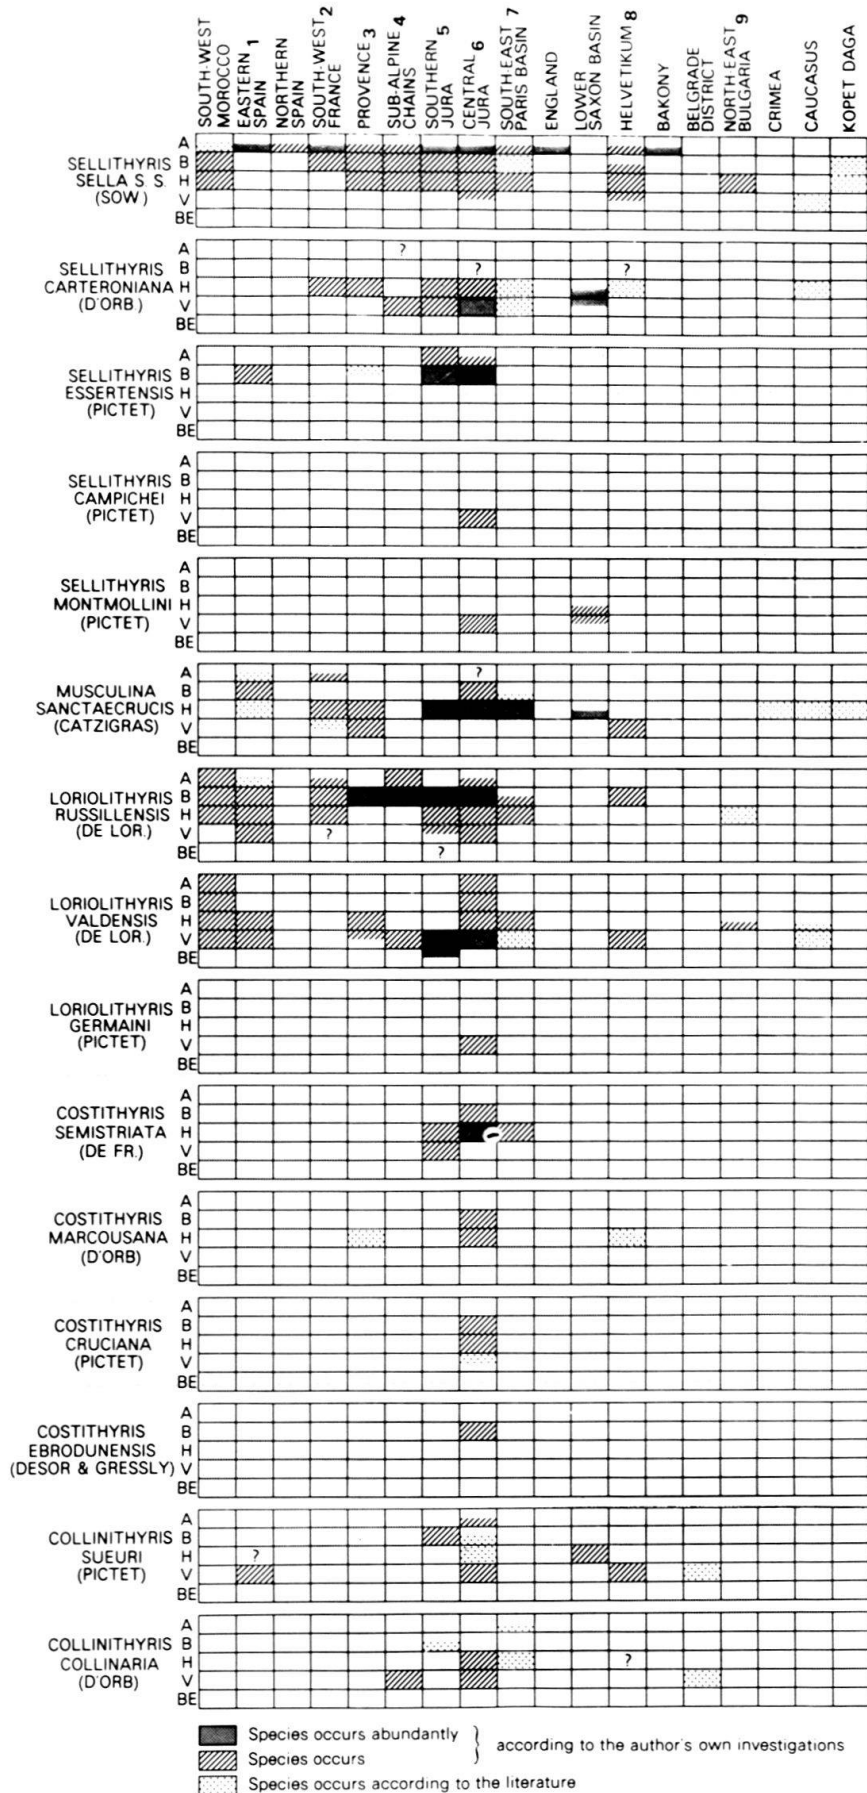 SOUTH-WEST MOROCCO
EASTERN SPAIN 1
NORTHERN SPAIN
SOUTH-WEST FRANCE 2
PROVENCE 3
SUB-ALPINE CHAINS 4
SOUTHERN JURA 5
CENTRAL JURA 6
SOUTH-EAST PARIS BASIN 7
ENGLAND
LOWER SAXON BASIN
HELVETIKUM 8
BAKONY
BELGRADE DISTRICT
NORTH-EAST BULGARIA 9
CRIMEA
CAUCASUS
KOPET DAGA
A
SELLITHYRIS B
SELLA S. S. H
(SOW.) V
BE
A ?
SELLITHYRIS B ? ?
CARTERONIANA H
(D'ORB.) V
BE
A
SELLITHYRIS B
ESSERTENSIS H
(PICTET) V
BE
A
SELLITHYRIS B
CAMPICHEI H
(PICTET) V
BE
A
SELLITHYRIS B
MONTMOLLINI H
(PICTET) V
BE
A ?
MUSCULINA B
SANCTAECRUCIS H
(CATZIGRAS) V
BE
A
LORIOLITHYRIS B
RUSSILLENSIS H
(DE LOR.) V ?
BE ?
A
LORIOLITHYRIS B
VALDENSIS H
(DE LOR.) V
BE
A
LORIOLITHYRIS B
GERMAINI H
(PICTET) V
BE
A
COSTITHYRIS B
SEMISTRIATA H
(DE FR.) V
BE
A
COSTITHYRIS B
MARCOUSANA H
(D'ORB) V
BE
A
COSTITHYRIS B
CRUCIANA H
(PICTET) V
BE
A
COSTITHYRIS B
EBRODUNENSIS H
(DESOR & GRESSLY) V
BE
A
COLLINITHYRIS B
SUEURI H ?
(PICTET) V
BE
A
COLLINITHYRIS B
COLLINARIA H ?
(D'ORB) V
BE
Species occurs abundantly
Species occurs } according to the author's own investigations
Species occurs according to the literature